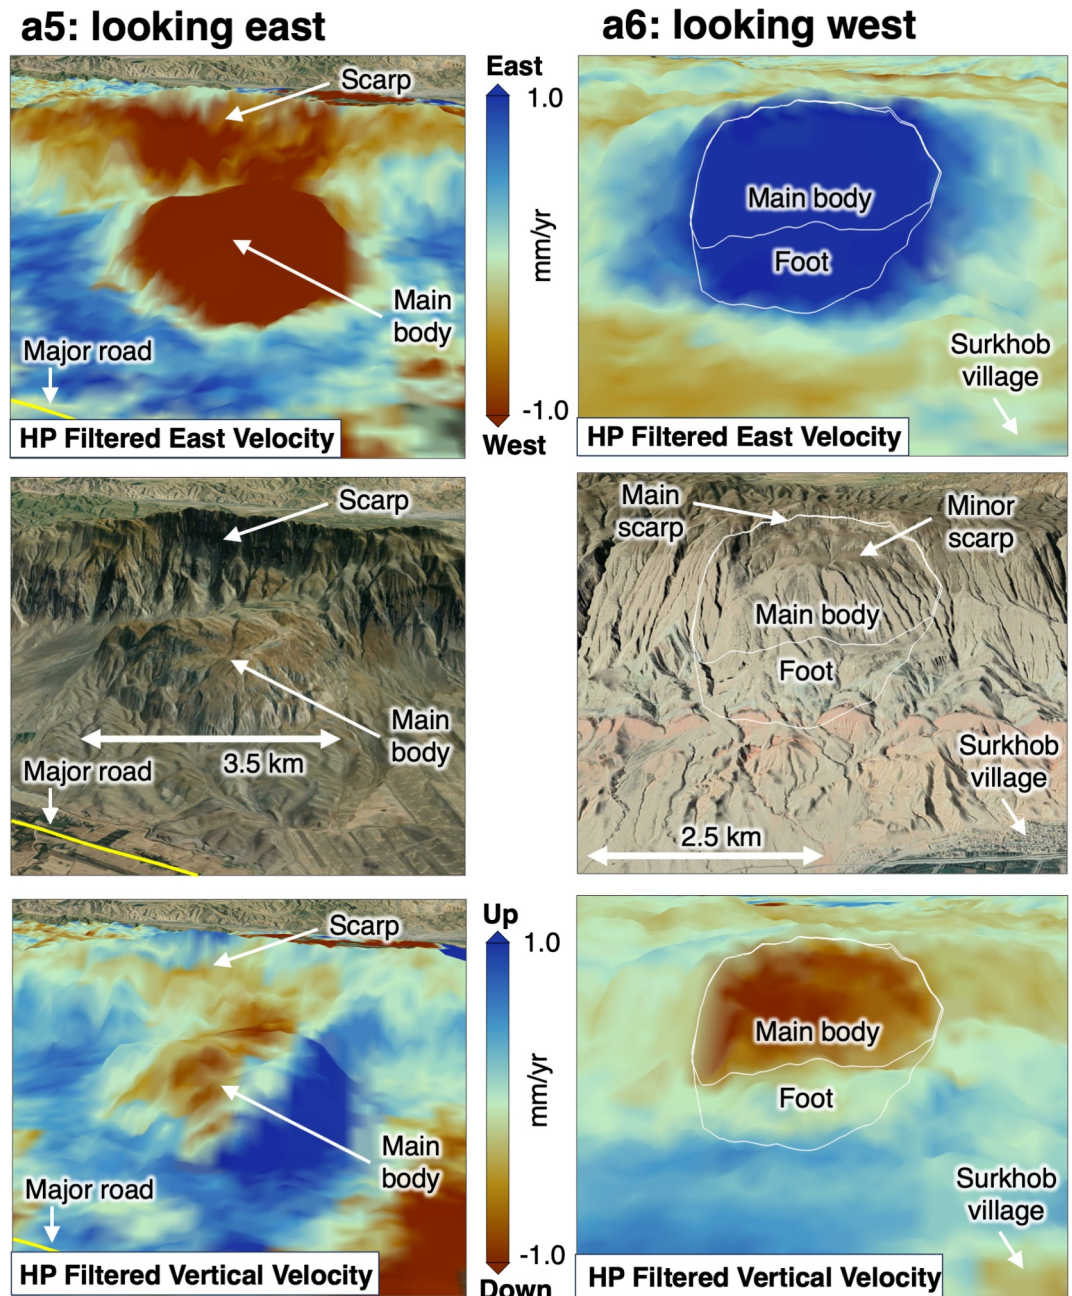 a5: looking east
a6: looking west
Scarp
Main
body
Major road
HP Filtered East Velocity
East
1.0
mm/yr
-1.0
West
Main body
Foot
Surkhob
village
HP Filtered East Velocity
Scarp
Main
body
3.5 km
Major road
Main
scarp
Minor
scarp
Main body
Foot
Surkhob
village
2.5 km
Scarp
Main
body
Major road
HP Filtered Vertical Velocity
Up
1.0
mm/yr
-1.0
Down
Main body
Foot
Surkhob
village
HP Filtered Vertical Velocity